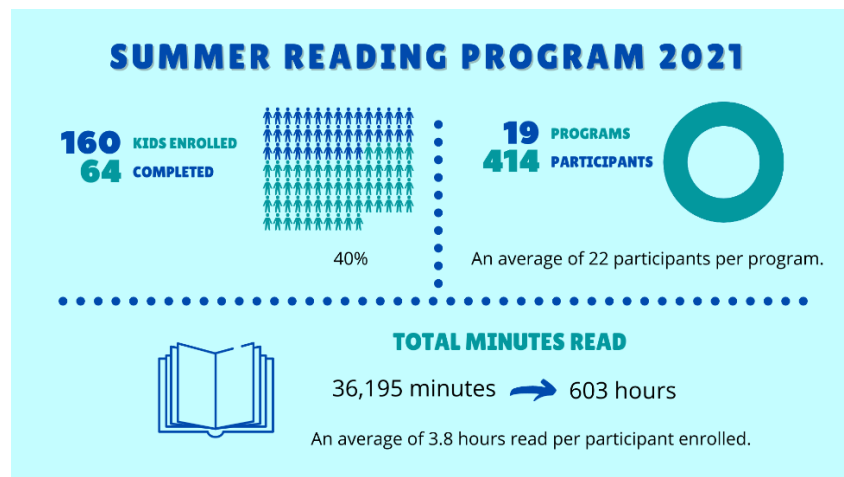 SUMMER READING PROGRAM 2021
160 KIDS ENROLLED
64 COMPLETED
40%
19 PROGRAMS
414 PARTICIPANTS
An average of 22 participants per program.
TOTAL MINUTES READ
36,195 minutes 603 hours
An average of 3.8 hours read per participant enrolled.